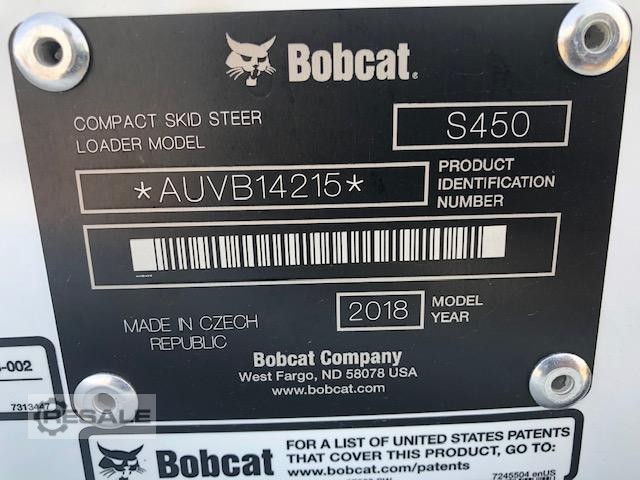 Bobcat®
COMPACT SKID STEER
LOADER MODEL
S450
*AUVB14215*
PRODUCT
IDENTIFICATION
NUMBER
MADE IN CZECH
REPUBLIC
2018
MODEL
YEAR
Bobcat Company
West Fargo, ND 58078 USA
www.bobcat.com
-002
7313447
RESALE
Bobcat
FOR A LIST OF UNITED STATES PATENTS
THAT COVER THIS PRODUCT, GO TO:
www.bobcat.com/patents
7245504 enUS